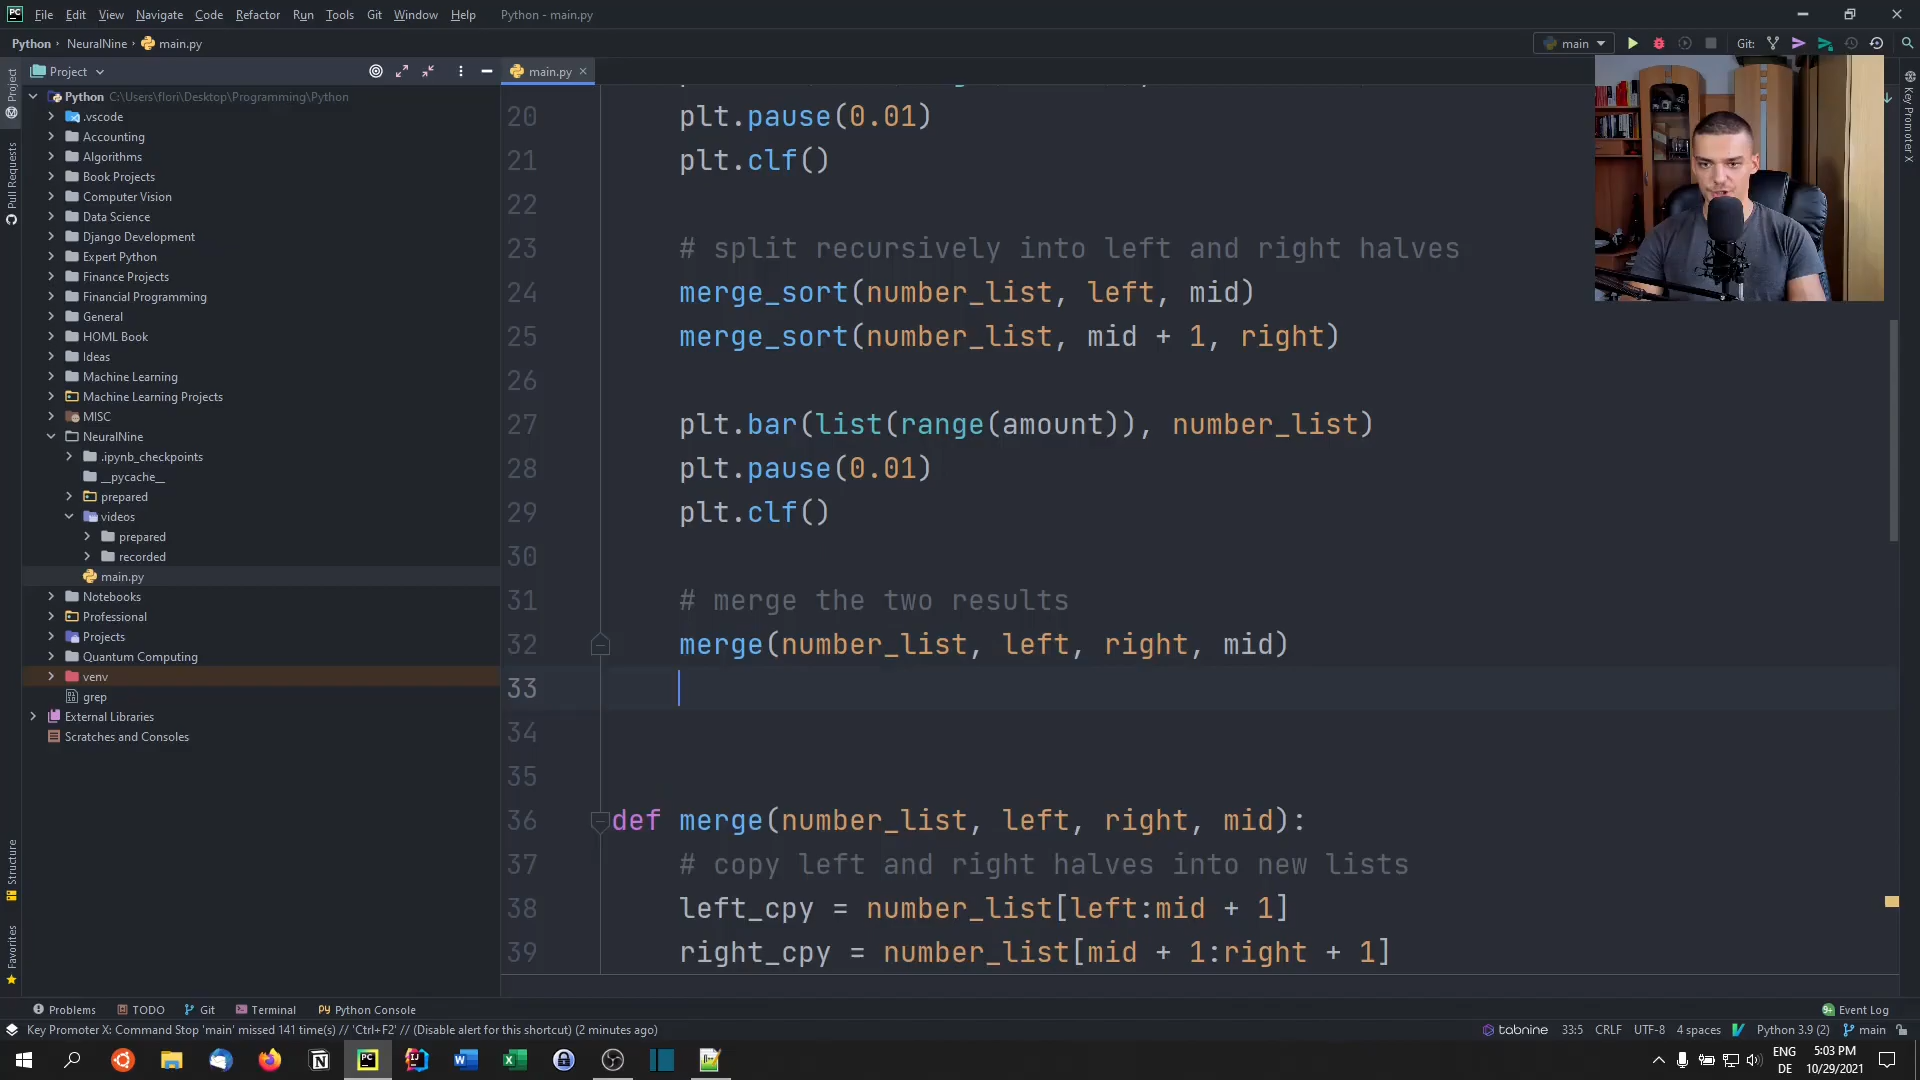 File Edit View Navigate Code Refactor Run Tools Git Window Help Python - main.py
Python NeuralNine main.py
main
Git:
Project
main.py
Python C:\Users\flori\Desktop\Programming\Python
.vscode
Accounting
Algorithms
Book Projects
Computer Vision
Data Science
Django Development
Expert Python
Finance Projects
Financial Programming
General
HOML Book
Ideas
Machine Learning
Machine Learning Projects
MISC
NeuralNine
.ipynb_checkpoints
__pycache__
prepared
videos
prepared
recorded
main.py
Notebooks
Professional
Projects
Quantum Computing
venv
grep
External Libraries
Scratches and Consoles
Project
Pull Requests
Structure
Favorites
Key Promoter X
20 plt.pause(0.01)
21 plt.clf()
22
23 # split recursively into left and right halves
24 merge_sort(number_list, left, mid)
25 merge_sort(number_list, mid + 1, right)
26
27 plt.bar(list(range(amount)), number_list)
28 plt.pause(0.01)
29 plt.clf()
30
31 # merge the two results
32 merge(number_list, left, right, mid)
33
34
35
36 def merge(number_list, left, right, mid):
37 # copy left and right halves into new lists
38 left_cpy = number_list[left:mid + 1]
39 right_cpy = number_list[mid + 1:right + 1]
Problems TODO Git Terminal Python Console Event Log
Key Promoter X: Command Stop 'main' missed 141 time(s) // 'Ctrl+F2' // (Disable alert for this shortcut) (2 minutes ago)
tabnine 33:5 CRLF UTF-8 4 spaces Python 3.9 (2) main
ENG
DE
5:03 PM
10/29/2021